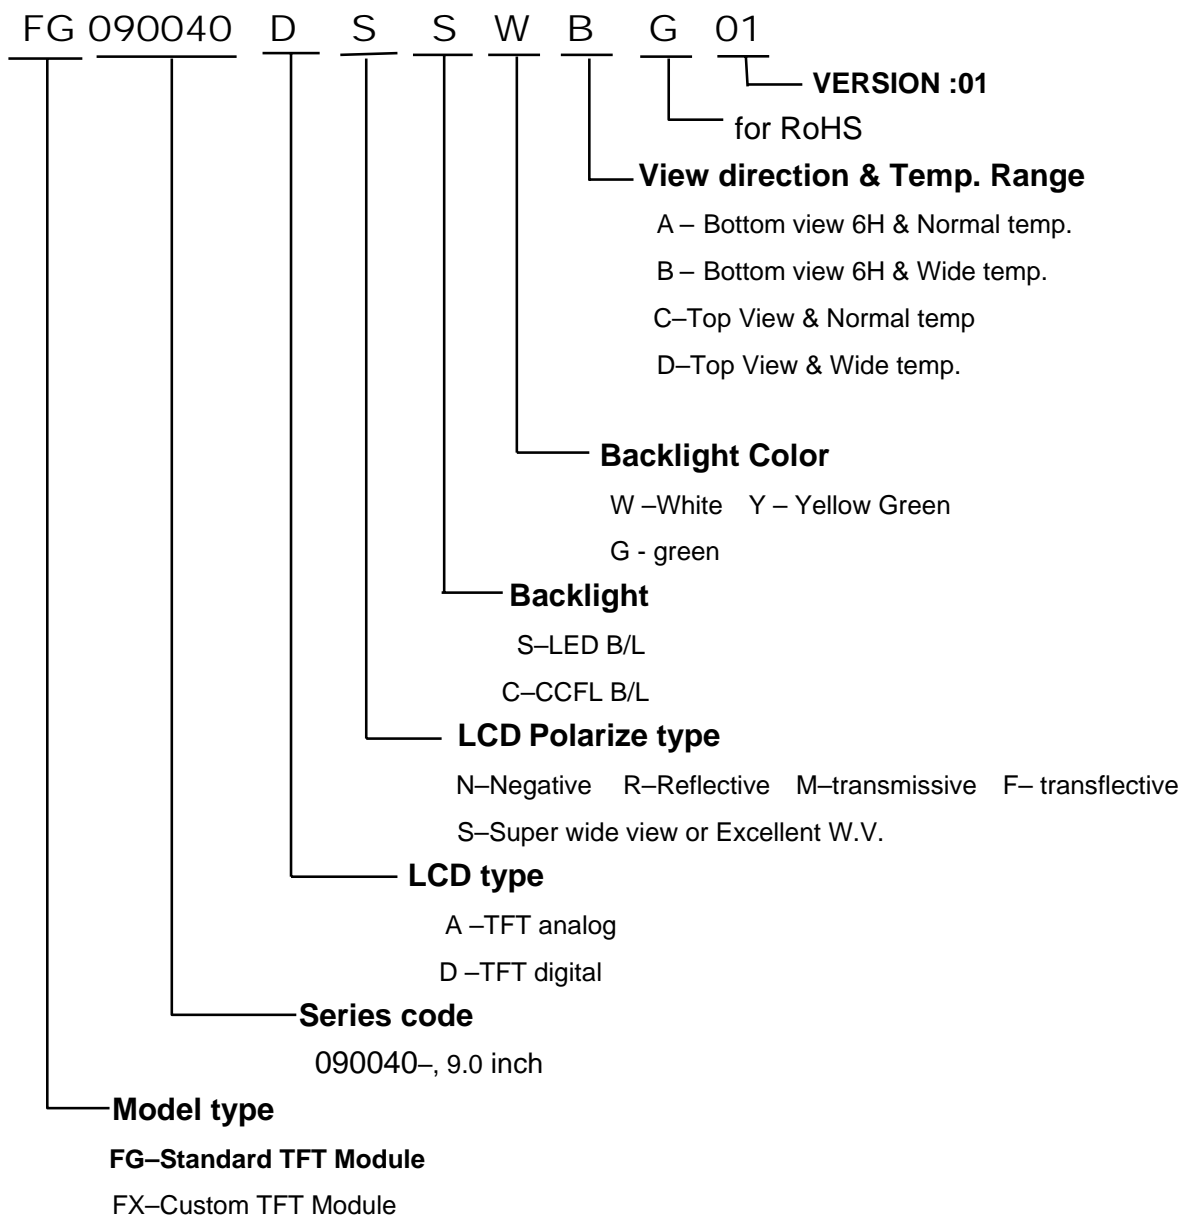 FG 090040 D S S W B G 01
VERSION :01
for RoHS
View direction & Temp. Range
A – Bottom view 6H & Normal temp.
B – Bottom view 6H & Wide temp.
C–Top View & Normal temp
D–Top View & Wide temp.
Backlight Color
W –White Y – Yellow Green
G - green
Backlight
S–LED B/L
C–CCFL B/L
LCD Polarize type
N–Negative R–Reflective M–transmissive F– transflective
S–Super wide view or Excellent W.V.
LCD type
A –TFT analog
D –TFT digital
Series code
090040–, 9.0 inch
Model type
FG–Standard TFT Module
FX–Custom TFT Module